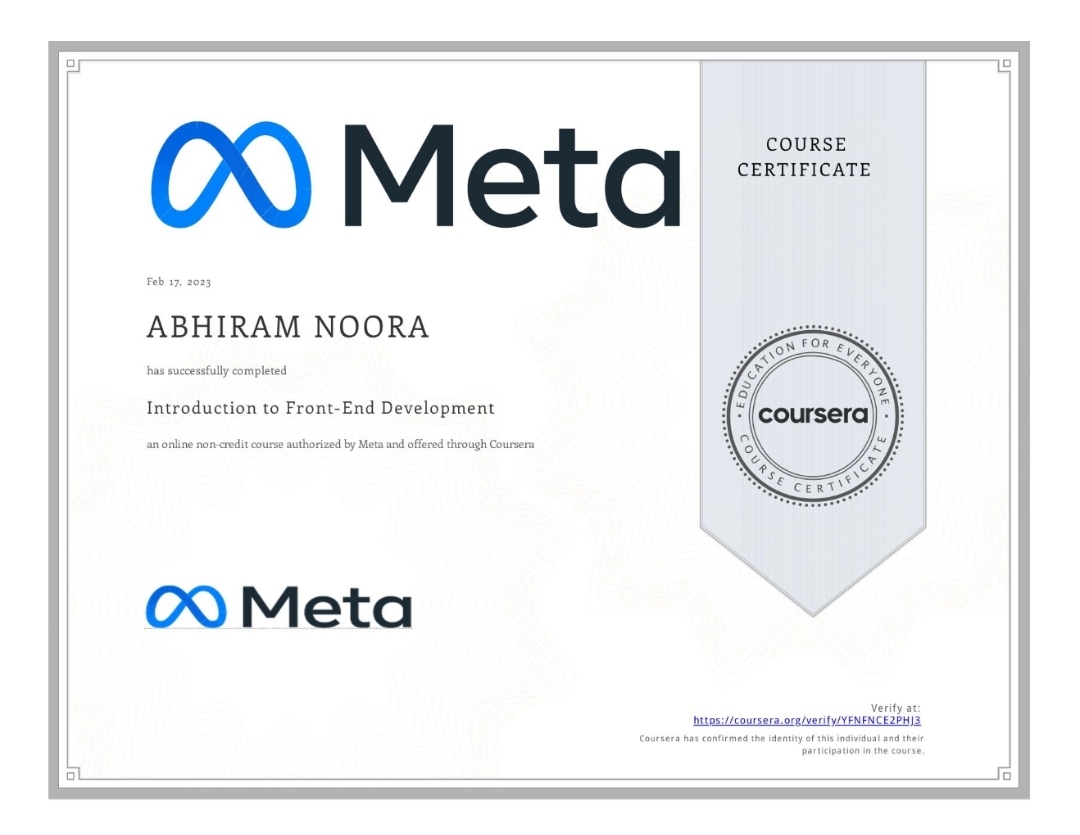 Meta
COURSE
CERTIFICATE
Feb 17, 2023
ABHIRAM NOORA
has successfully completed
Introduction to Front-End Development
an online non-credit course authorized by Meta and offered through Coursera
EDUCATION FOR EVERYONE
coursera
COURSE CERTIFICATE
Meta
Verify at:
https://coursera.org/verify/YFNFNCE2PHJ3
Coursera has confirmed the identity of this individual and their
participation in the course.